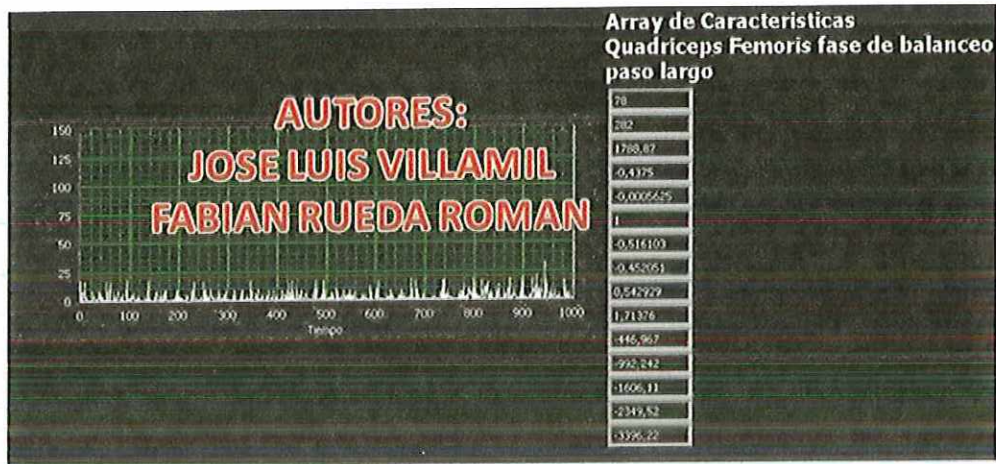 Array de Caracteristicas
Quadriceps Femoris fase de balanceo
paso largo
AUTORES:
JOSE LUIS VILLAMIL
FABIAN RUEDA ROMAN
150
125
100
75
50
25
0
0 100 200 300 400 500 600 700 800 900 1000
Tiempo
78
282
1788,87
-0,4375
-0,0005625
1
-0,516103
-0,452051
0,542929
1,71376
-446,967
-992,242
-1606,11
-2349,52
-3396,22